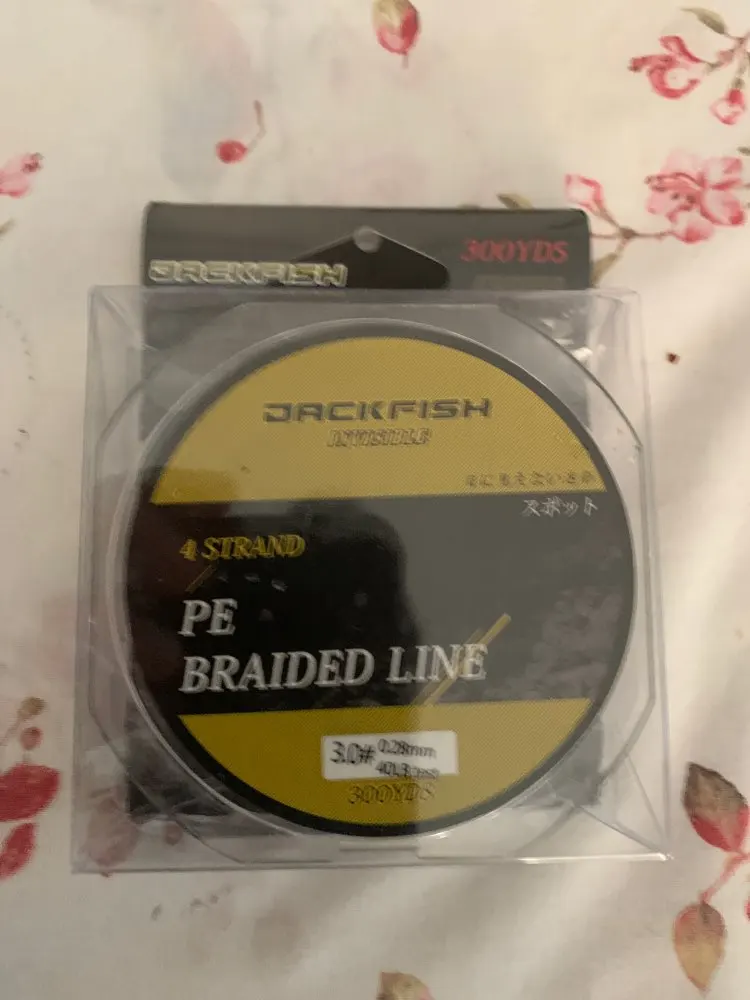 JACKFISH
300YDS
JACKFISH
INVISIBLE
スポット
4 STRAND
PE
BRAIDED LINE
3.0# 0.28mm
300YDS